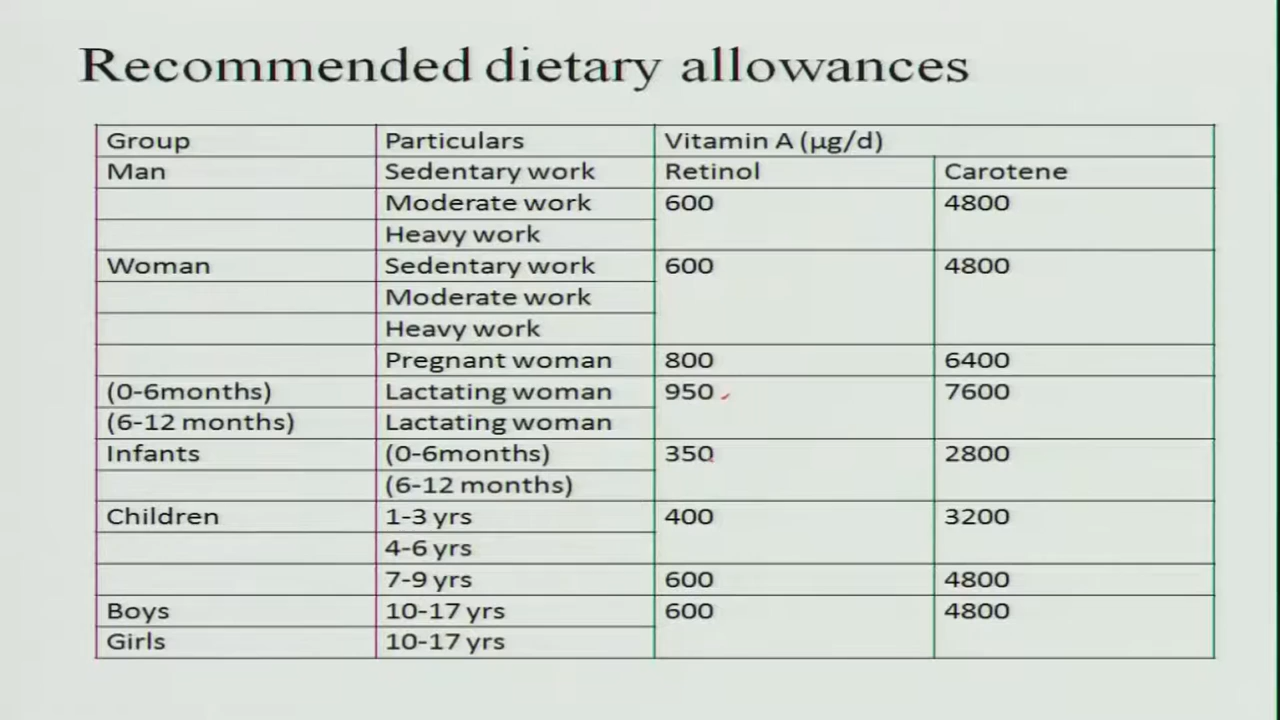 Recommended dietary allowances
Group Particulars Vitamin A (µg/d)
Man Sedentary work Retinol Carotene
Moderate work 600 4800
Heavy work
Woman Sedentary work 600 4800
Moderate work
Heavy work
Pregnant woman 800 6400
(0-6months) Lactating woman 950 7600
(6-12 months) Lactating woman
Infants (0-6months) 350 2800
(6-12 months)
Children 1-3 yrs 400 3200
4-6 yrs
7-9 yrs 600 4800
Boys 10-17 yrs 600 4800
Girls 10-17 yrs